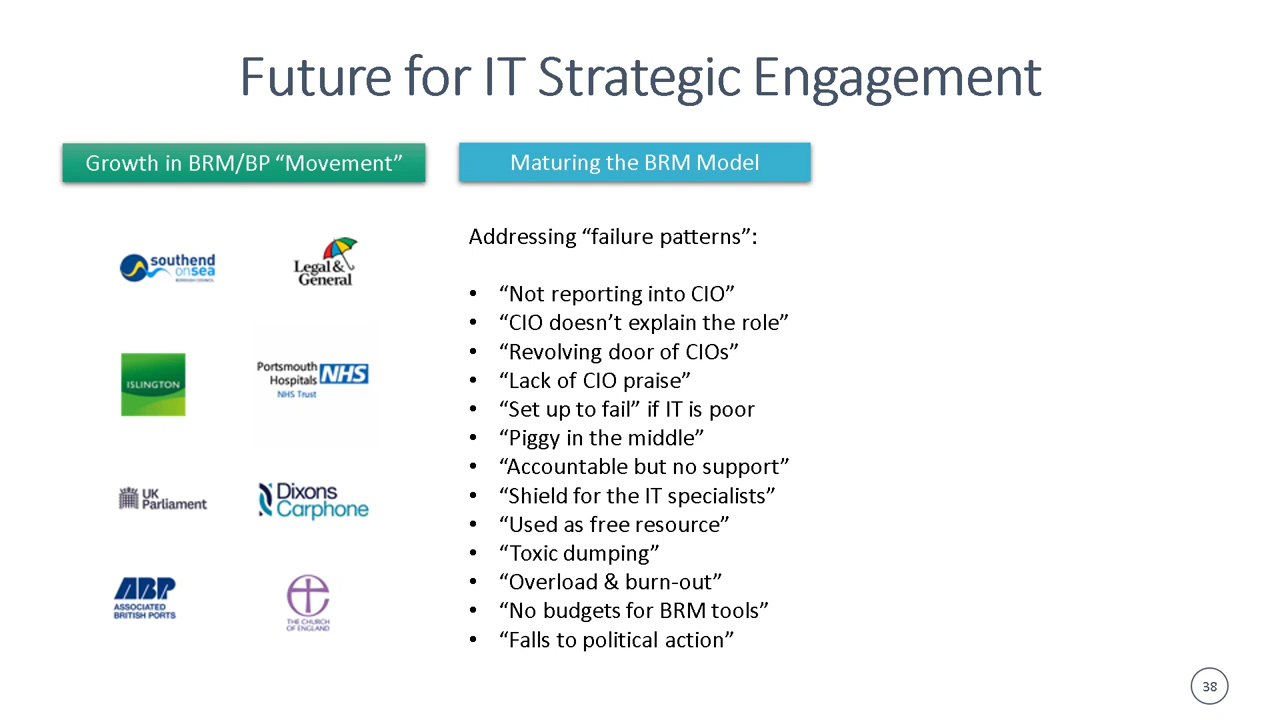 Future for IT Strategic Engagement
Growth in BRM/BP “Movement”
southend
onsea
BOROUGH COUNCIL
Legal &
General
ISLINGTON
Portsmouth
Hospitals NHS
NHS Trust
UK
Parliament
Dixons
Carphone
ABP
ASSOCIATED
BRITISH PORTS
THE CHURCH
OF ENGLAND
Maturing the BRM Model
Addressing “failure patterns”:
• “Not reporting into CIO”
• “CIO doesn’t explain the role”
• “Revolving door of CIOs”
• “Lack of CIO praise”
• “Set up to fail” if IT is poor
• “Piggy in the middle”
• “Accountable but no support”
• “Shield for the IT specialists”
• “Used as free resource”
• “Toxic dumping”
• “Overload & burn-out”
• “No budgets for BRM tools”
• “Falls to political action”
38